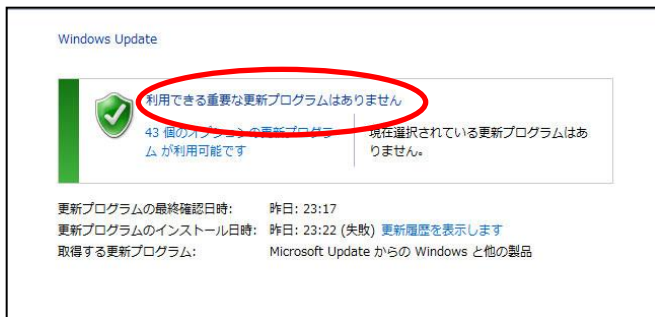 Windows Update
利用できる重要な更新プログラムはありません
43 個のオプションの更新プログラ
ム が利用可能です
現在選択されている更新プログラムはあ
りません。
更新プログラムの最終確認日時: 昨日: 23:17
更新プログラムのインストール日時: 昨日: 23:22 (失敗) 更新履歴を表示します
取得する更新プログラム: Microsoft Update からの Windows と他の製品